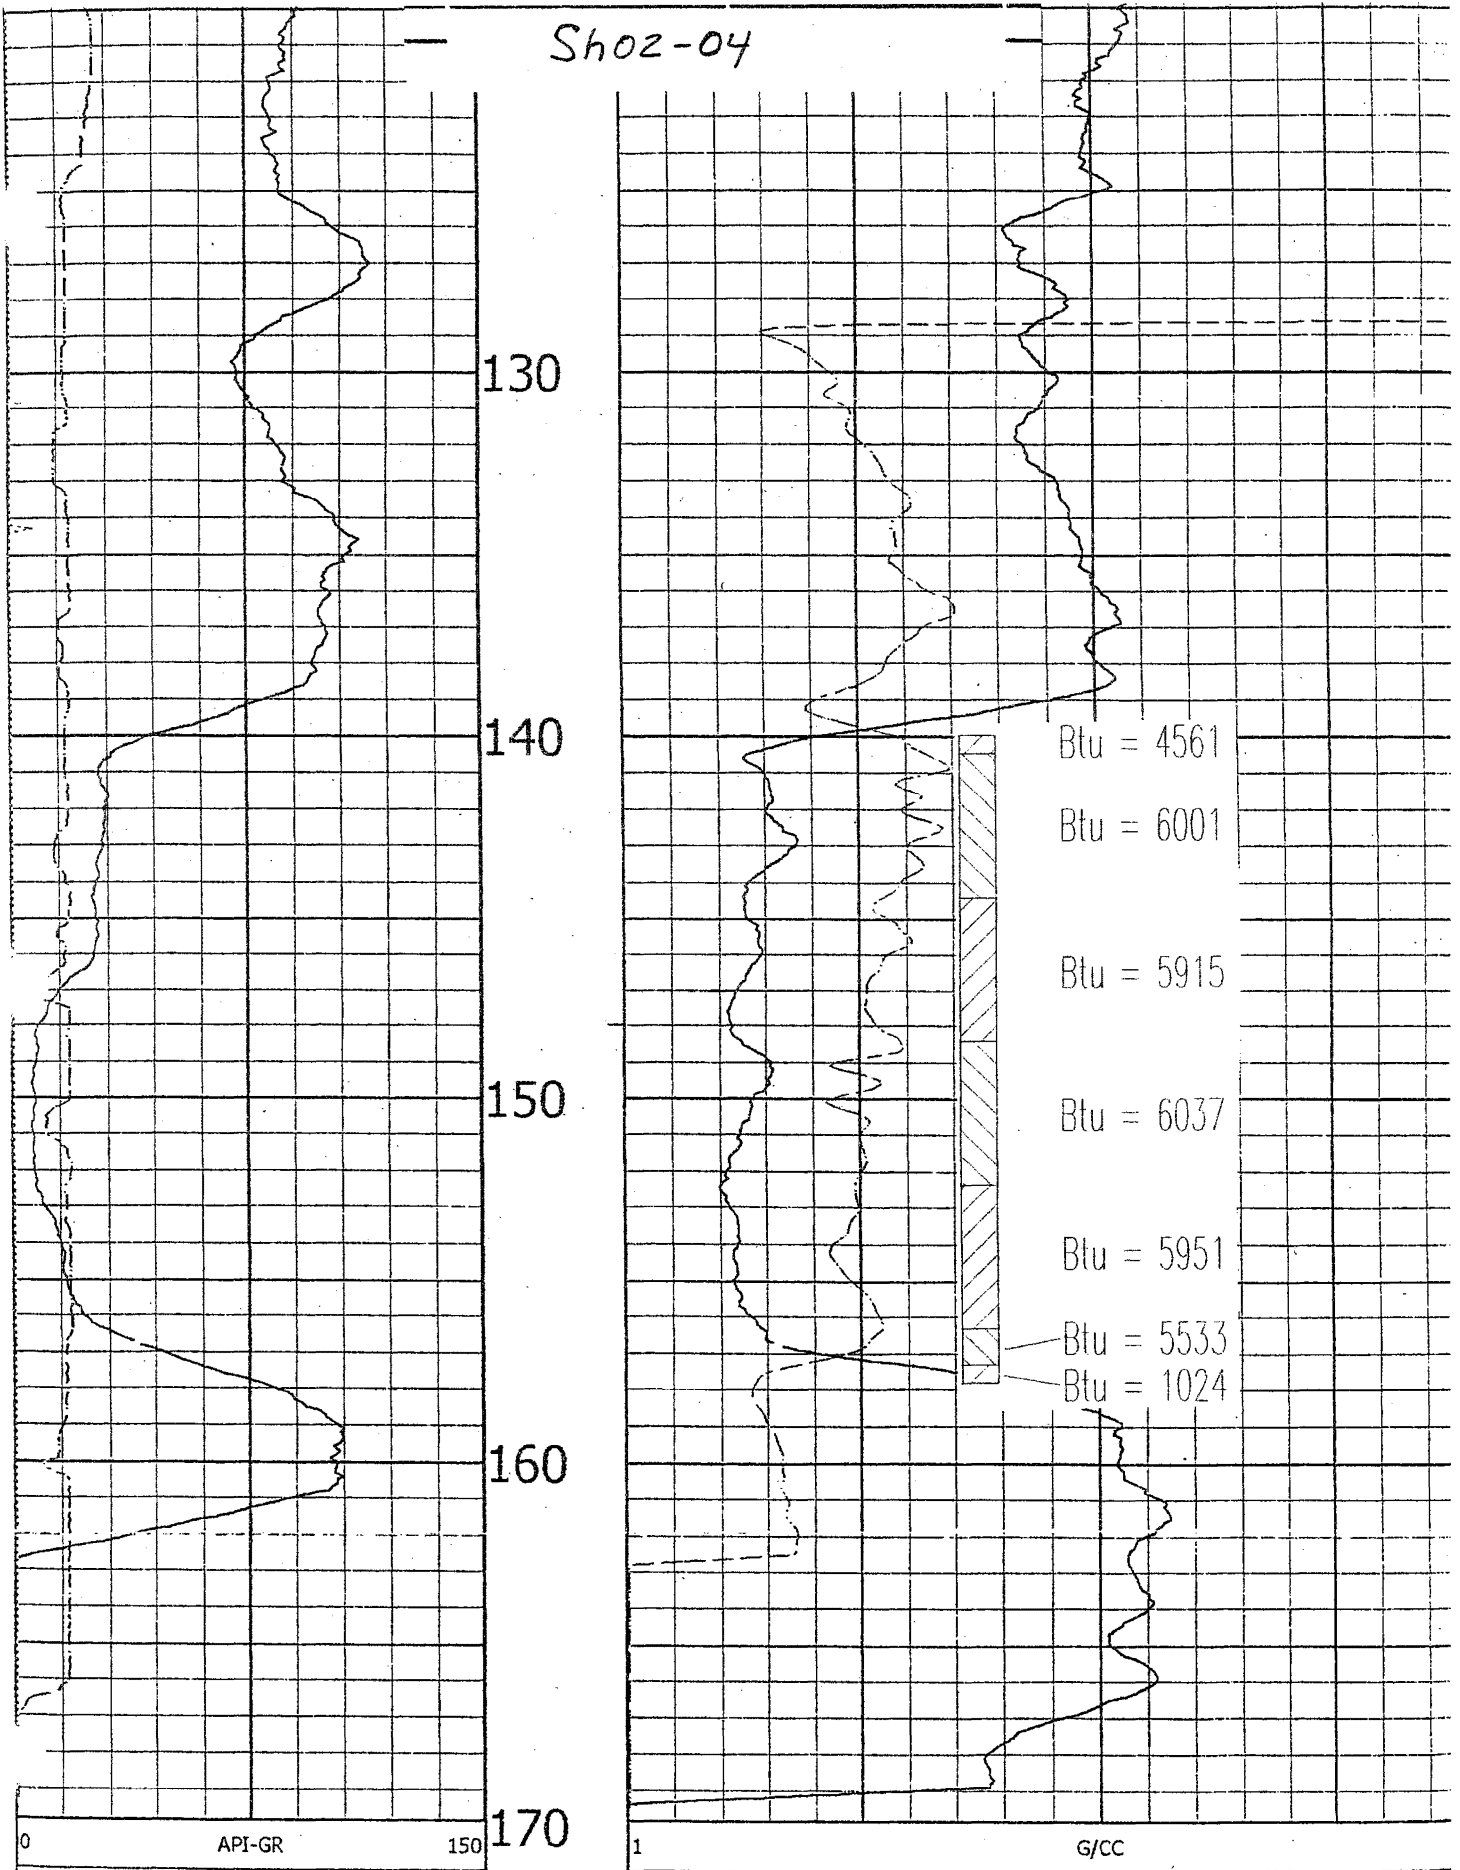 Sh02-04
130
140
Btu = 4561
Btu = 6001
Btu = 5915
150
Btu = 6037
Btu = 5951
Btu = 5533
Btu = 1024
160
170
0 API-GR 150
1 G/CC